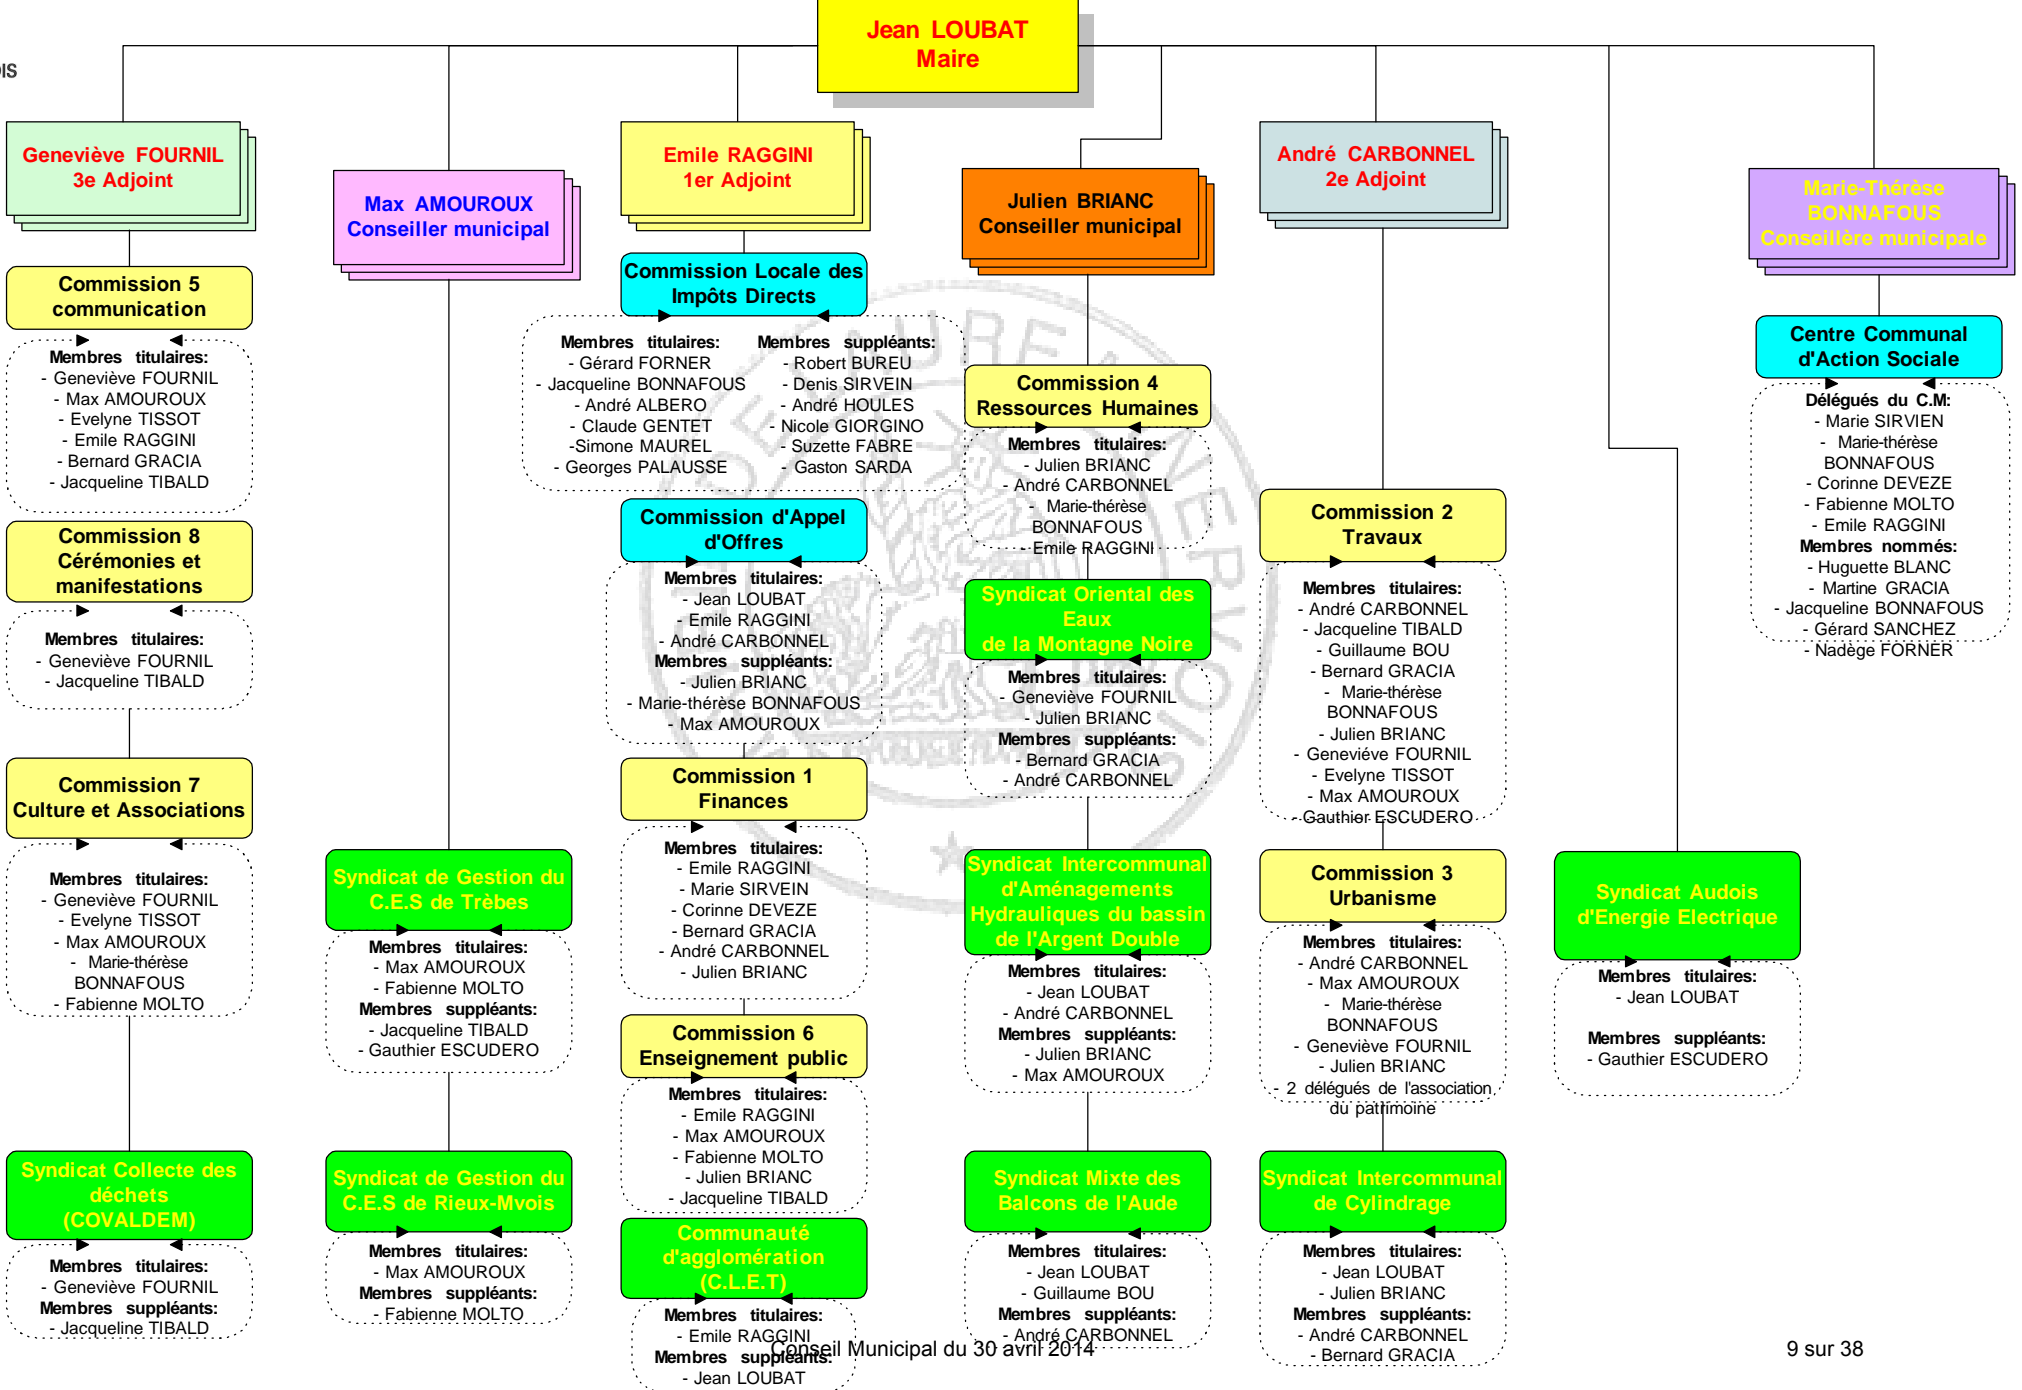 Jean LOUBAT
Maire
OIS
Geneviève FOURNIL
3e Adjoint
Commission 5
communication
Membres titulaires:
- Geneviève FOURNIL
- Max AMOUROUX
- Evelyne TISSOT
- Emile RAGGINI
- Bernard GRACIA
- Jacqueline TIBALD
Commission 8
Cérémonies et
manifestations
Membres titulaires:
- Geneviève FOURNIL
- Jacqueline TIBALD
Commission 7
Culture et Associations
Membres titulaires:
- Geneviève FOURNIL
- Evelyne TISSOT
- Max AMOUROUX
- Marie-thérèse
BONNAFOUS
- Fabienne MOLTO
Syndicat Collecte des
déchets
(COVALDEM)
Membres titulaires:
- Geneviève FOURNIL
Membres suppléants:
- Jacqueline TIBALD
Max AMOUROUX
Conseiller municipal
Syndicat de Gestion du
C.E.S de Trèbes
Membres titulaires:
- Max AMOUROUX
- Fabienne MOLTO
Membres suppléants:
- Jacqueline TIBALD
- Gauthier ESCUDERO
Syndicat de Gestion du
C.E.S de Rieux-Mvois
Membres titulaires:
- Max AMOUROUX
Membres suppléants:
- Fabienne MOLTO
Emile RAGGINI
1er Adjoint
Commission Locale des
Impôts Directs
Membres titulaires:
- Gérard FORNER
- Jacqueline BONNAFOUS
- André ALBERO
- Claude GENTET
-Simone MAUREL
- Georges PALAUSSE
Membres suppléants:
- Robert BUREU
- Denis SIRVEIN
- André HOULES
- Nicole GIORGINO
- Suzette FABRE
- Gaston SARDA
Commission d'Appel
d'Offres
Membres titulaires:
- Jean LOUBAT
- Emile RAGGINI
- André CARBONNEL
Membres suppléants:
- Julien BRIANC
- Marie-thérèse BONNAFOUS
- Max AMOUROUX
Commission 1
Finances
Membres titulaires:
- Emile RAGGINI
- Marie SIRVEIN
- Corinne DEVEZE
- Bernard GRACIA
- André CARBONNEL
- Julien BRIANC
Commission 6
Enseignement public
Membres titulaires:
- Emile RAGGINI
- Max AMOUROUX
- Fabienne MOLTO
- Julien BRIANC
- Jacqueline TIBALD
Communauté
d'agglomération
(C.L.E.T)
Membres titulaires:
- Emile RAGGINI
Membres suppléants:
- Jean LOUBAT
Julien BRIANC
Conseiller municipal
Commission 4
Ressources Humaines
Membres titulaires:
- Julien BRIANC
- André CARBONNEL
- Marie-thérèse
BONNAFOUS
- Emile RAGGINI
Syndicat Oriental des
Eaux
de la Montagne Noire
Membres titulaires:
- Geneviève FOURNIL
- Julien BRIANC
Membres suppléants:
- Bernard GRACIA
- André CARBONNEL
Syndicat Intercommunal
d'Aménagements
Hydrauliques du bassin
de l'Argent Double
Membres titulaires:
- Jean LOUBAT
- André CARBONNEL
Membres suppléants:
- Julien BRIANC
- Max AMOUROUX
Syndicat Mixte des
Balcons de l'Aude
Membres titulaires:
- Jean LOUBAT
- Guillaume BOU
Membres suppléants:
- André CARBONNEL
André CARBONNEL
2e Adjoint
Commission 2
Travaux
Membres titulaires:
- André CARBONNEL
- Jacqueline TIBALD
- Guillaume BOU
- Bernard GRACIA
- Marie-thérèse
BONNAFOUS
- Julien BRIANC
- Geneviéve FOURNIL
- Evelyne TISSOT
- Max AMOUROUX
- Gauthier ESCUDERO
Commission 3
Urbanisme
Membres titulaires:
- André CARBONNEL
- Max AMOUROUX
- Marie-thérèse
BONNAFOUS
- Geneviève FOURNIL
- Julien BRIANC
- 2 délégués de l'association
du patrimoine
Syndicat Intercommunal
de Cylindrage
Membres titulaires:
- Jean LOUBAT
- Julien BRIANC
Membres suppléants:
- André CARBONNEL
- Bernard GRACIA
Syndicat Audois
d'Energie Electrique
Membres titulaires:
- Jean LOUBAT
Membres suppléants:
- Gauthier ESCUDERO
Marie-Thérèse
BONNAFOUS
Conseillère municipale
Centre Communal
d'Action Sociale
Délégués du C.M:
- Marie SIRVIEN
- Marie-thérèse
BONNAFOUS
- Corinne DEVEZE
- Fabienne MOLTO
- Emile RAGGINI
Membres nommés:
- Huguette BLANC
- Martine GRACIA
- Jacqueline BONNAFOUS
- Gérard SANCHEZ
- Nadège FORNER
Conseil Municipal du 30 avril 2014
9 sur 38